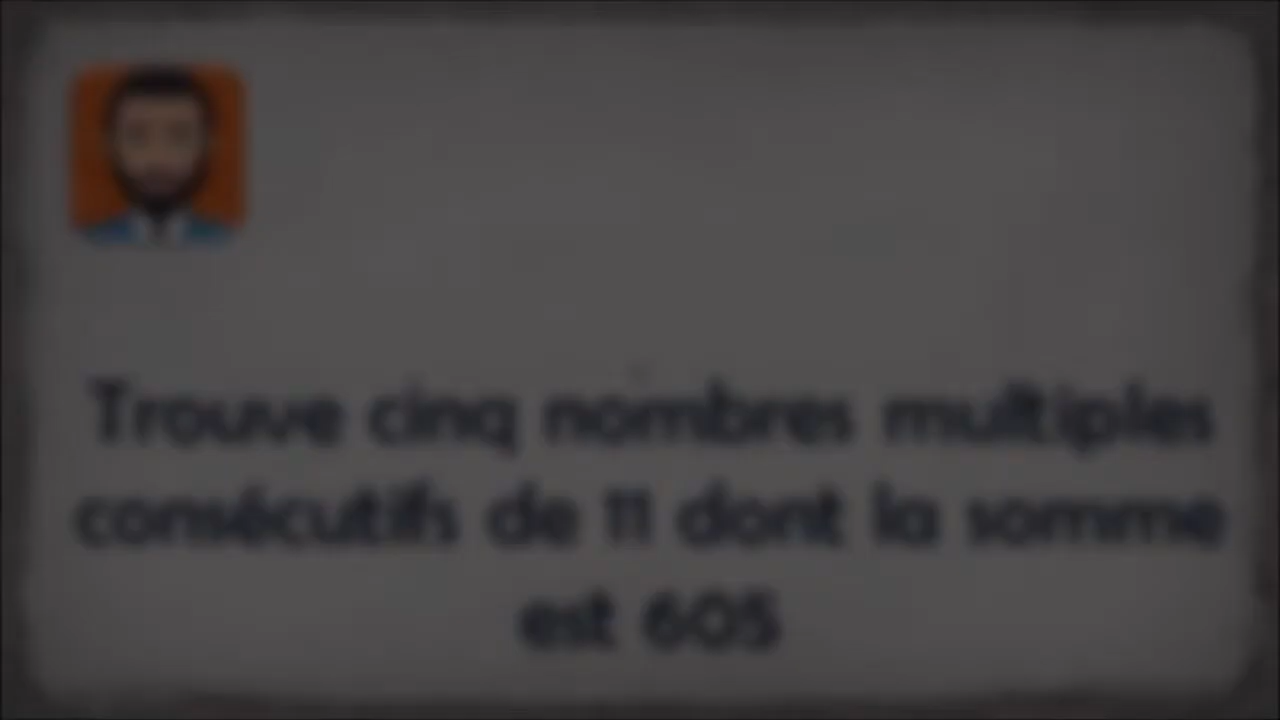 Trouve cinq nombres multiples
consécutifs de 11 dont la somme
est 605